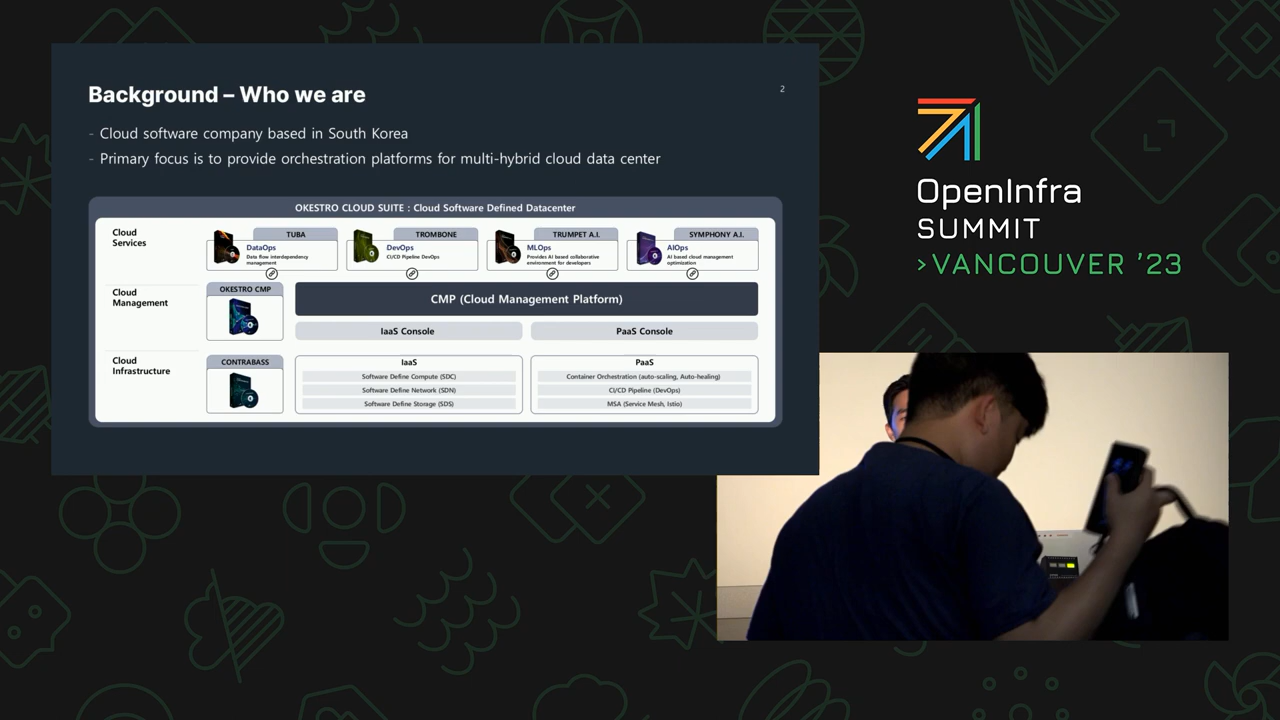 Background – Who we are
2
- Cloud software company based in South Korea
- Primary focus is to provide orchestration platforms for multi-hybrid cloud data center
OKESTRO CLOUD SUITE : Cloud Software Defined Datacenter
Cloud
Services
TUBA
DataOps
Data flow interdependency
management
TROMBONE
DevOps
CI/CD Pipeline DevOps
TRUMPET A.I.
MLOps
Provides AI based collaborative
environment for developers
SYMPHONY A.I.
AIOps
AI based cloud management
optimization
Cloud
Management
OKESTRO CMP
CMP (Cloud Management Platform)
IaaS Console
PaaS Console
Cloud
Infrastructure
CONTRABASS
IaaS
Software Define Compute (SDC)
Software Define Network (SDN)
Software Define Storage (SDS)
PaaS
Container Orchestration (auto-scaling, Auto-healing)
CI/CD Pipeline (DevOps)
MSA (Service Mesh, Istio)
OpenInfra
SUMMIT
>VANCOUVER '23